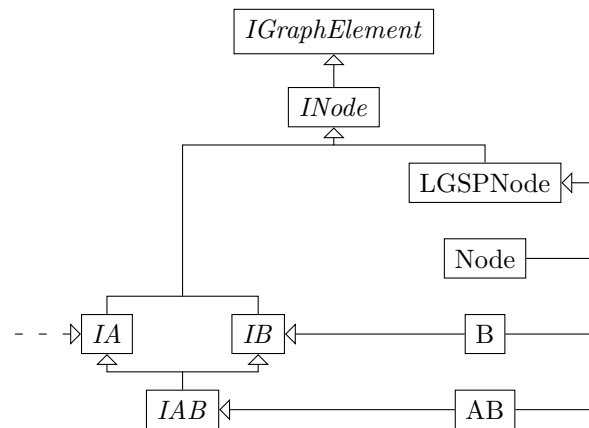 IGraphElement
INode
LGSPNode
Node
IA
IB
B
IAB
AB